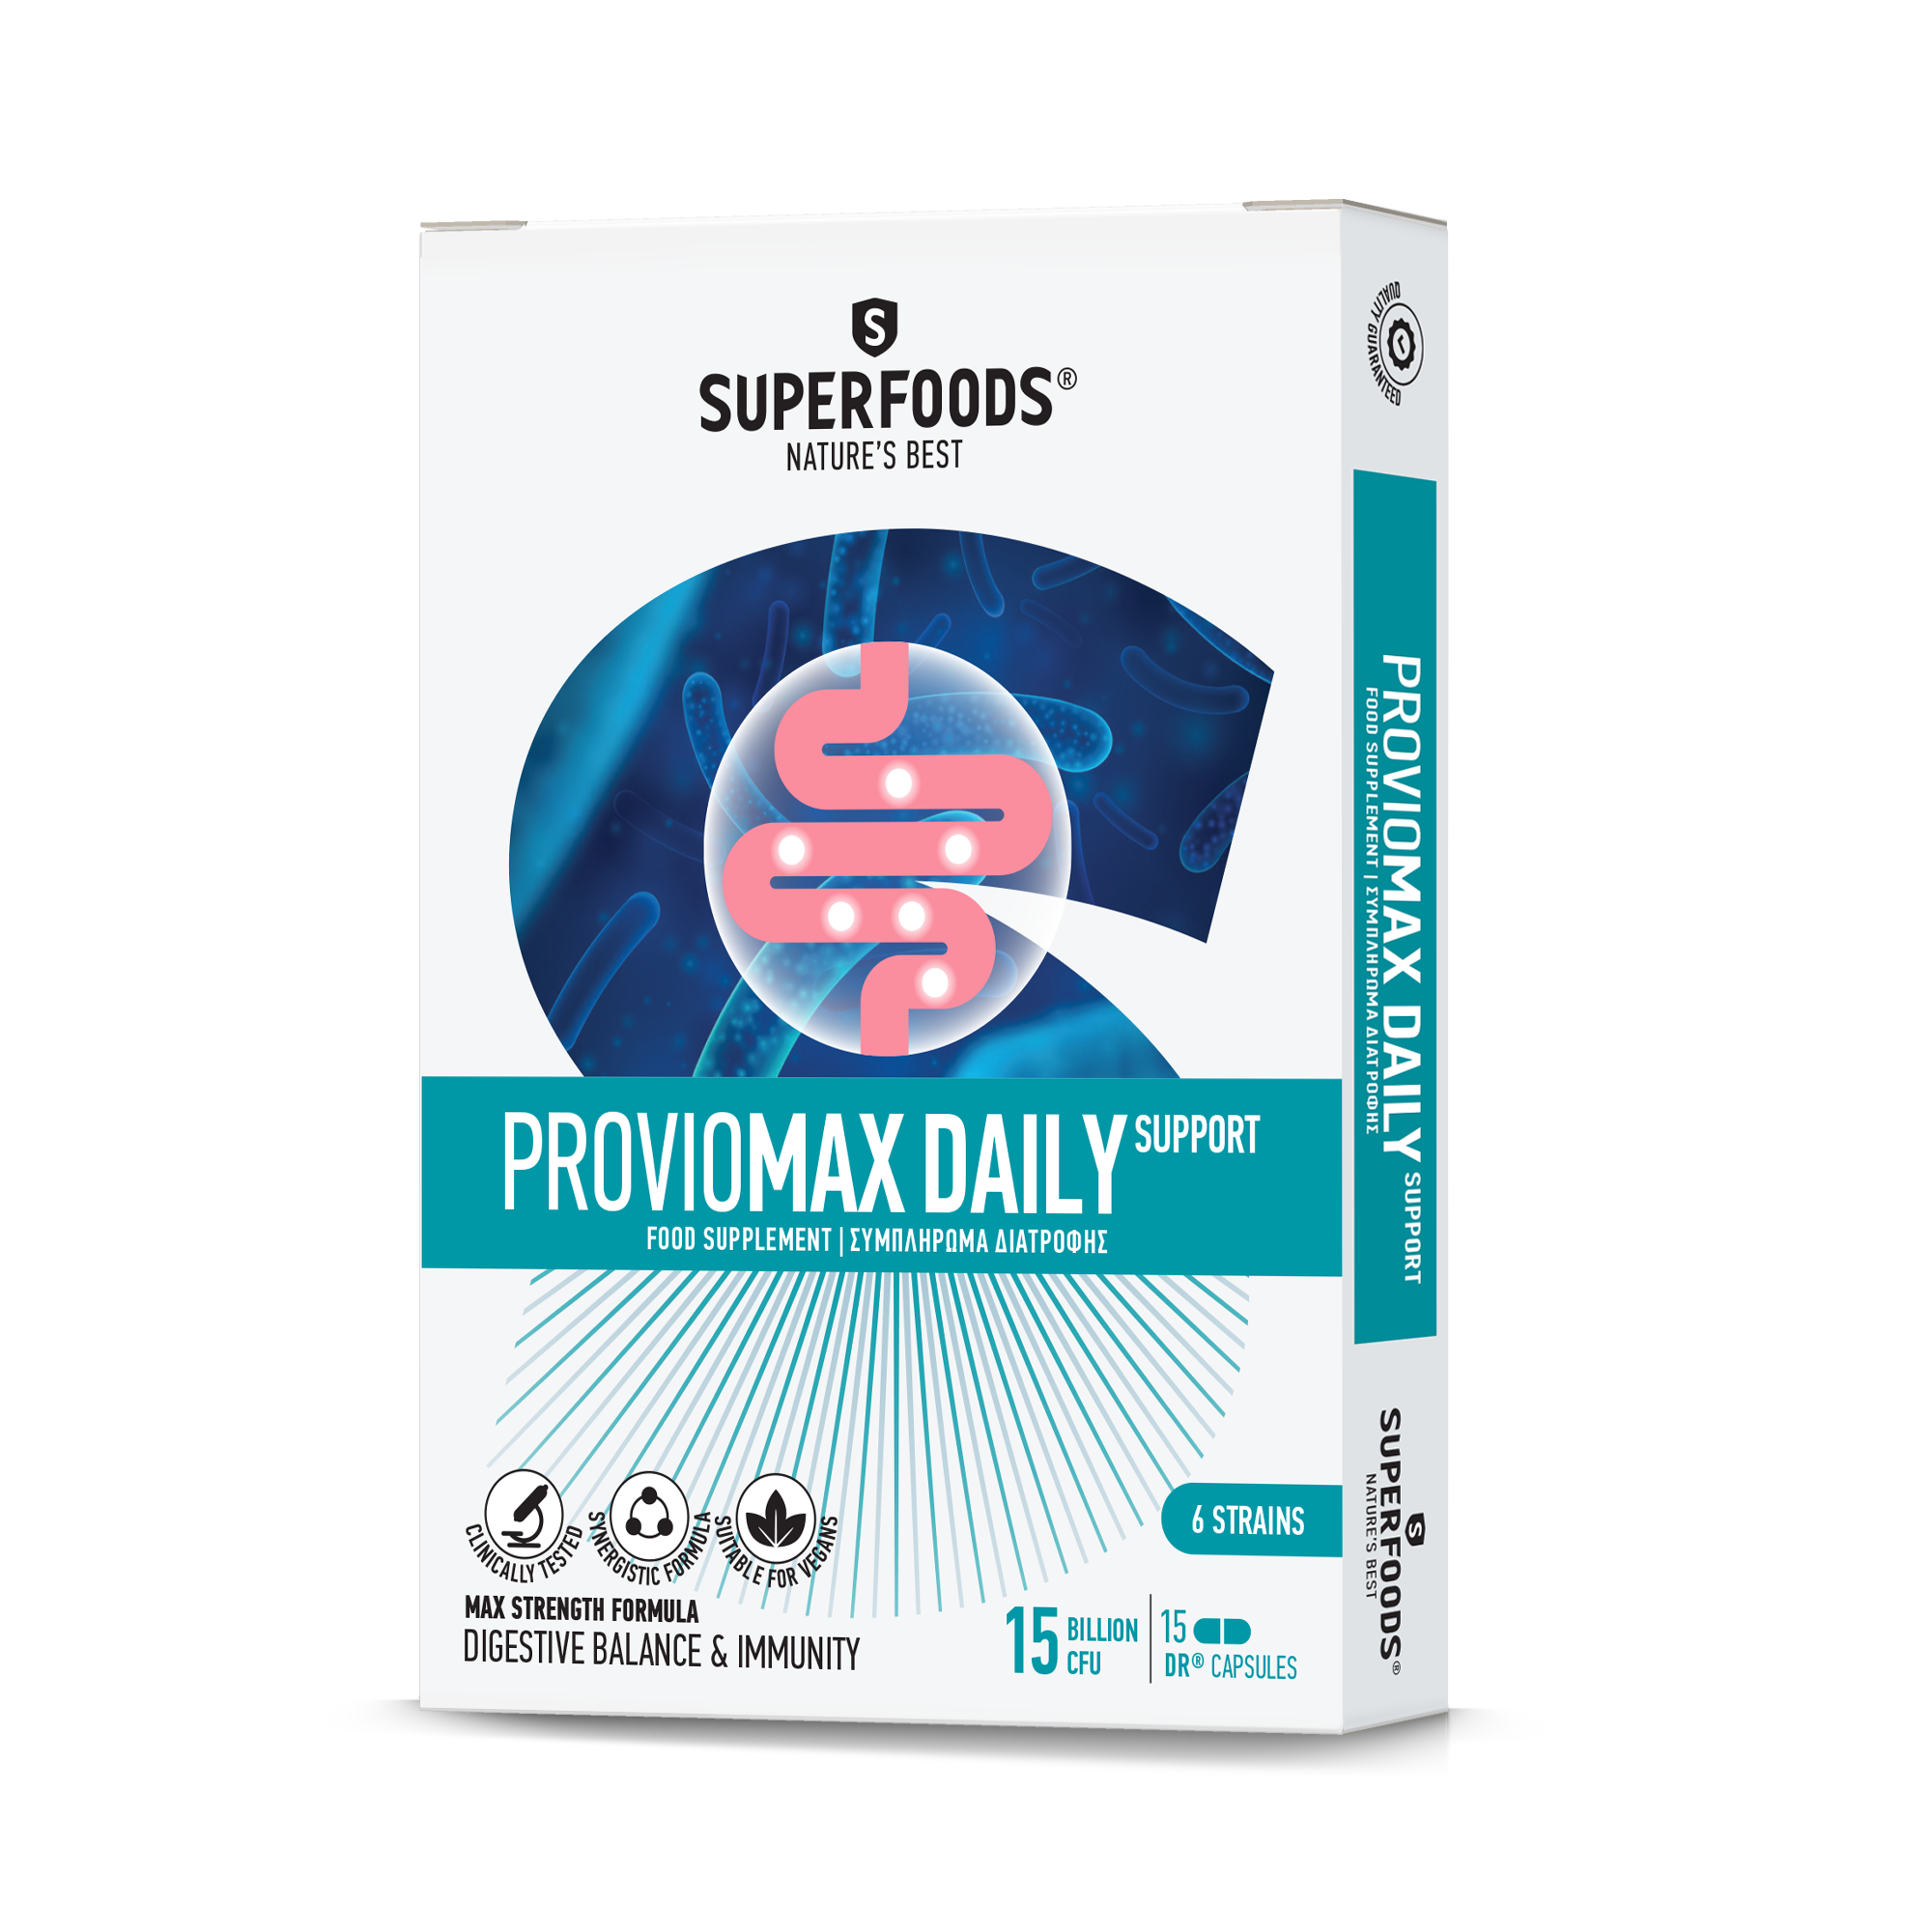 S
SUPERFOODS®
NATURE'S BEST
PROVIOMAX DAILY SUPPORT
FOOD SUPPLEMENT | ΣΥΜΠΛΗΡΩΜΑ ΔΙΑΤΡΟΦΗΣ
CLINICALLY TESTED
SYNERGISTIC FORMULA
SUITABLE FOR VEGANS
6 STRAINS
MAX STRENGTH FORMULA
DIGESTIVE BALANCE & IMMUNITY
15 BILLION CFU
15
DR® CAPSULES
QUALITY GUARANTEED
PROVIOMAX DAILY SUPPORT
FOOD SUPPLEMENT | ΣΥΜΠΛΗΡΩΜΑ ΔΙΑΤΡΟΦΗΣ
S
SUPERFOODS®
NATURE'S BEST